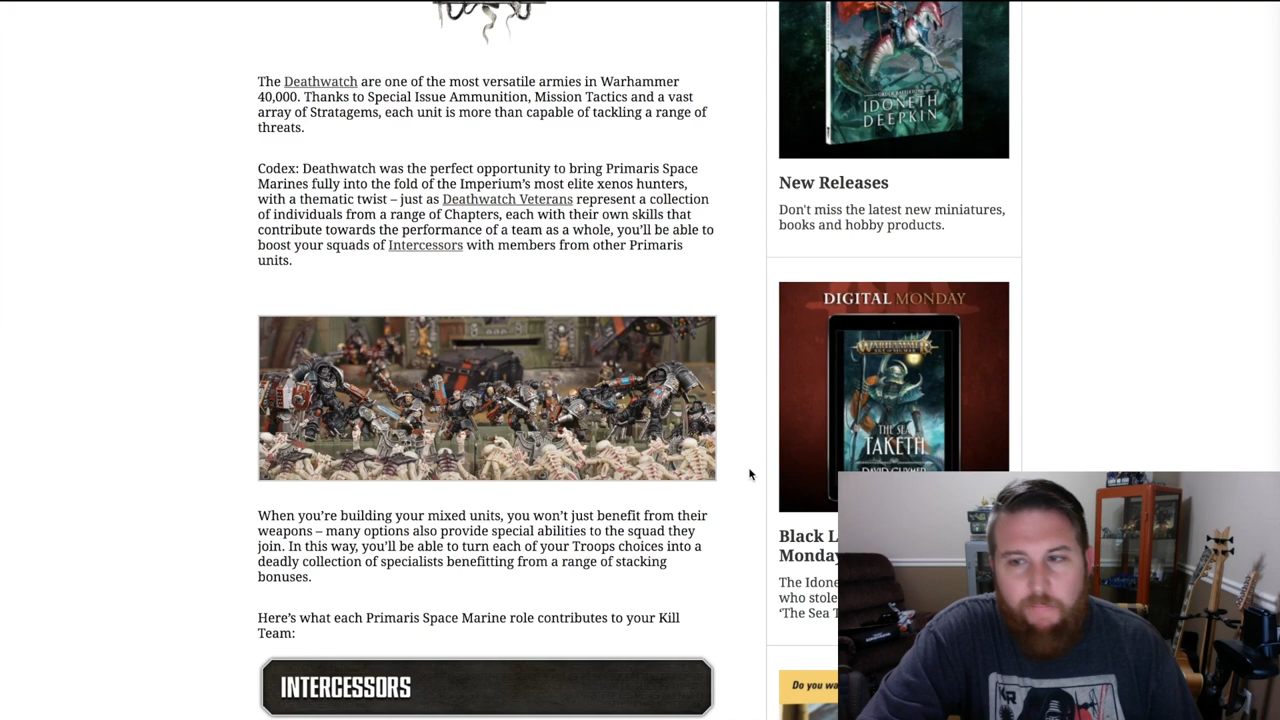 The Deathwatch are one of the most versatile armies in Warhammer
40,000. Thanks to Special Issue Ammunition, Mission Tactics and a vast
array of Stratagems, each unit is more than capable of tackling a range of
threats.
Codex: Deathwatch was the perfect opportunity to bring Primaris Space
Marines fully into the fold of the Imperium's most elite xenos hunters,
with a thematic twist – just as Deathwatch Veterans represent a collection
of individuals from a range of Chapters, each with their own skills that
contribute towards the performance of a team as a whole, you'll be able to
boost your squads of Intercessors with members from other Primaris
units.
When you're building your mixed units, you won't just benefit from their
weapons – many options also provide special abilities to the squad they
join. In this way, you'll be able to turn each of your Troops choices into a
deadly collection of specialists benefitting from a range of stacking
bonuses.
Here's what each Primaris Space Marine role contributes to your Kill
Team:
INTERCESSORS
IDONETH
DEEPKIN
New Releases
Don't miss the latest new miniatures,
books and hobby products.
DIGITAL MONDAY
WARHAMMER
AGE OF SIGMAR
THE SEA
TAKETH
DAVID GUYMER
Black L
Monday
The Idone
who stole
'The Sea T
Do you wa
KR